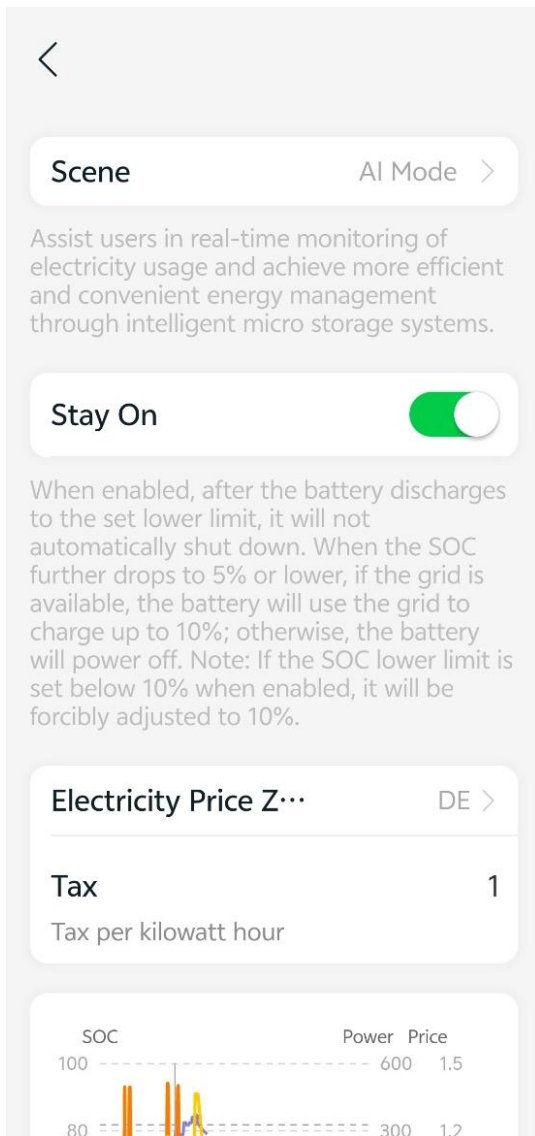 Scene AI Mode
Assist users in real-time monitoring of
electricity usage and achieve more efficient
and convenient energy management
through intelligent micro storage systems.
Stay On
When enabled, after the battery discharges
to the set lower limit, it will not
automatically shut down. When the SOC
further drops to 5% or lower, if the grid is
available, the battery will use the grid to
charge up to 10%; otherwise, the battery
will power off. Note: If the SOC lower limit is
set below 10% when enabled, it will be
forcibly adjusted to 10%.
Electricity Price Z··· DE
Tax 1
Tax per kilowatt hour
SOC Power Price
100 600 1.5
80 300 1.2